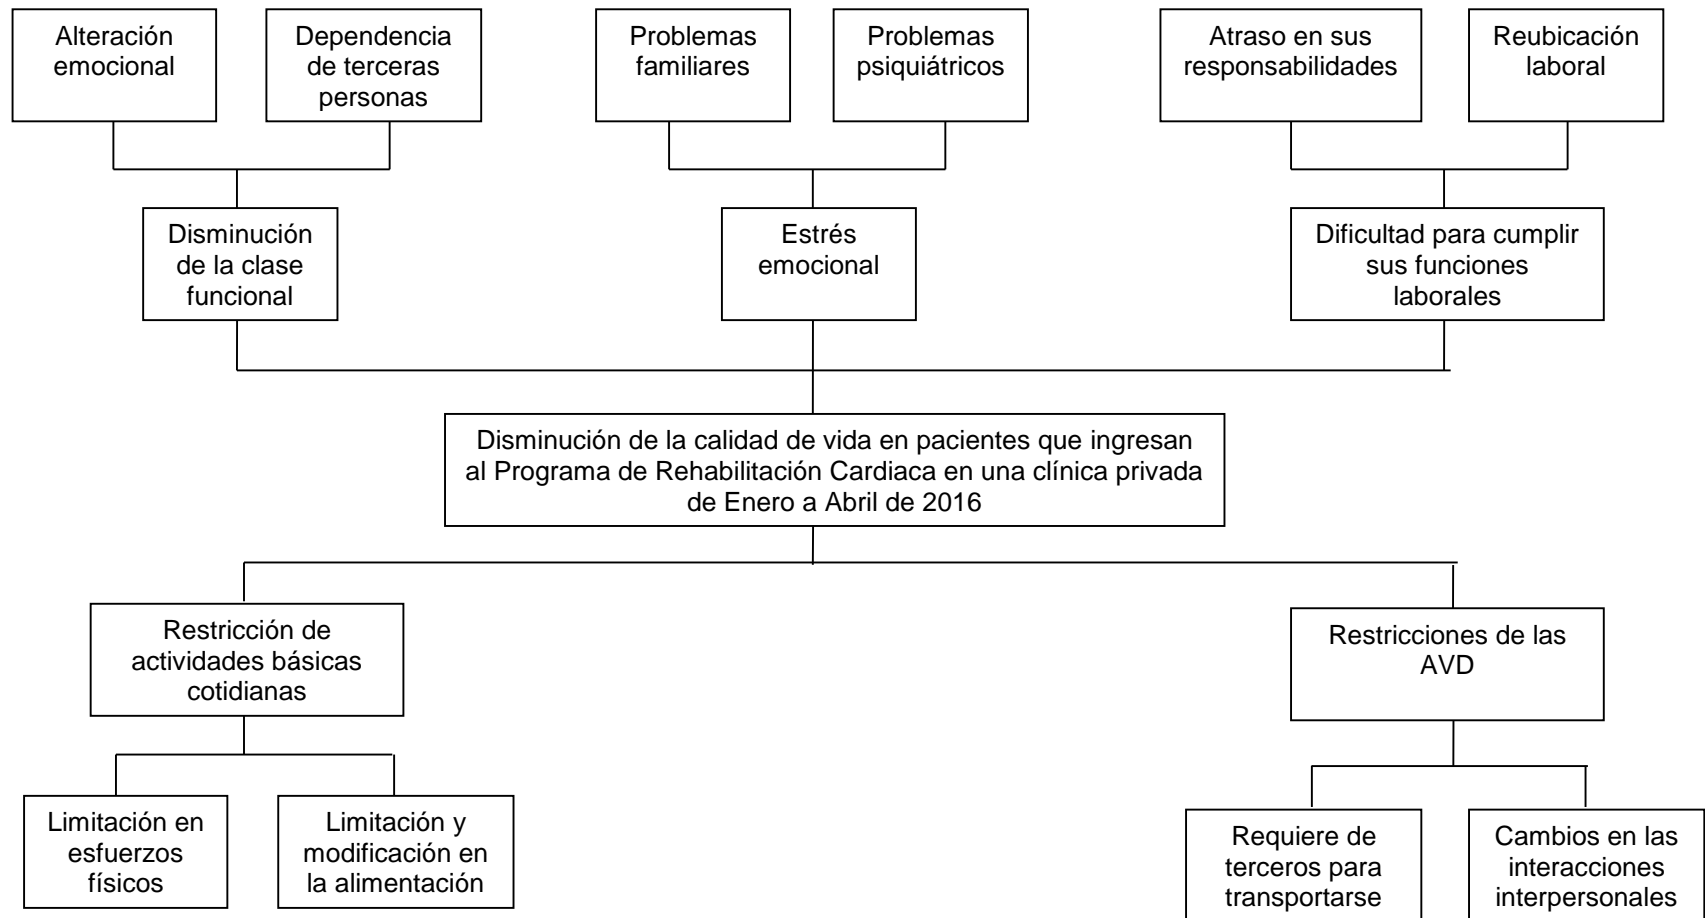 Alteración
emocional
Dependencia
de terceras
personas
Problemas
familiares
Problemas
psiquiátricos
Atraso en sus
responsabilidades
Reubicación
laboral
Disminución
de la clase
funcional
Estrés
emocional
Dificultad para cumplir
sus funciones
laborales
Disminución de la calidad de vida en pacientes que ingresan
al Programa de Rehabilitación Cardiaca en una clínica privada
de Enero a Abril de 2016
Restricción de
actividades básicas
cotidianas
Restricciones de las
AVD
Limitación en
esfuerzos
físicos
Limitación y
modificación en
la alimentación
Requiere de
terceros para
transportarse
Cambios en las
interacciones
interpersonales